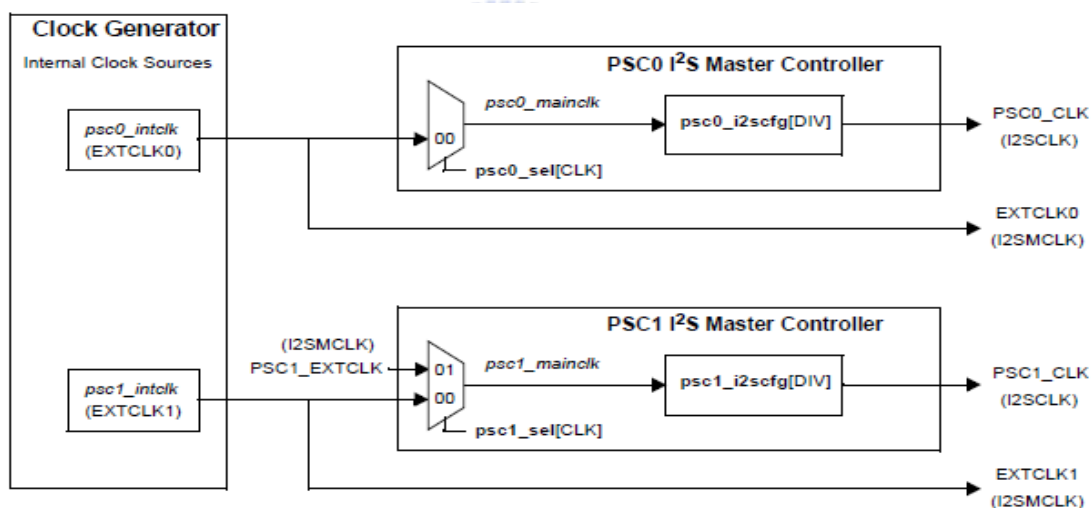 Clock Generator
Internal Clock Sources
psc0_intclk
(EXTCLK0)
PSC0 I²S Master Controller
psc0_mainclk
00
psc0_sel[CLK]
psc0_i2scfg[DIV]
PSC0_CLK
(I2SCLK)
EXTCLK0
(I2SMCLK)
PSC1 I²S Master Controller
(I2SMCLK)
PSC1_EXTCLK
psc1_intclk
(EXTCLK1)
01
00
psc1_mainclk
psc1_sel[CLK]
psc1_i2scfg[DIV]
PSC1_CLK
(I2SCLK)
EXTCLK1
(I2SMCLK)